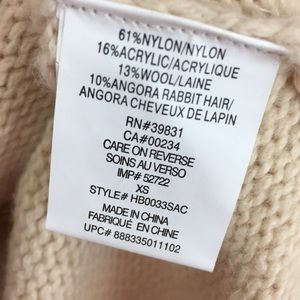 61%NYLON/NYLON
16%ACRYLIC/ACRYLIQUE
13%WOOL/LAINE
10%ANGORA RABBIT HAIR/
ANGORA CHEVEUX DE LAPIN
RN#39831
CA#00234
CARE ON REVERSE
SOINS AU VERSO
IMP# 52722
XS
STYLE# HB0033SAC
MADE IN CHINA
FABRIQUÉ EN CHINE
UPC# 888335011102